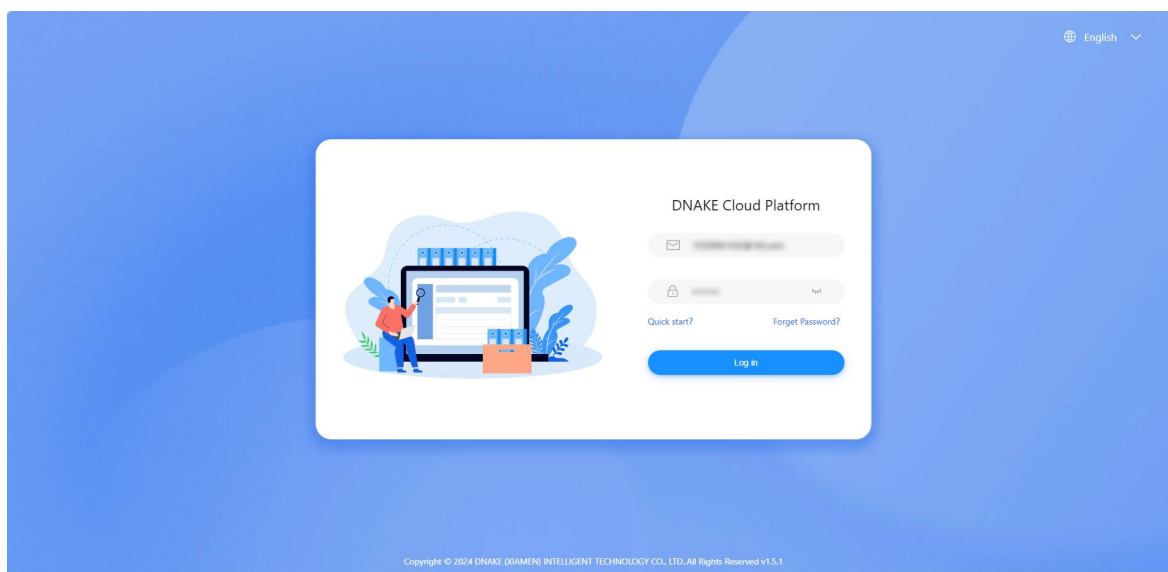 English
DNAKE Cloud Platform
Quick start? Forget Password?
Log in
Copyright © 2024 DNAKE (XIAMEN) INTELLIGENT TECHNOLOGY CO., LTD.,All Rights Reserved v1.5.1